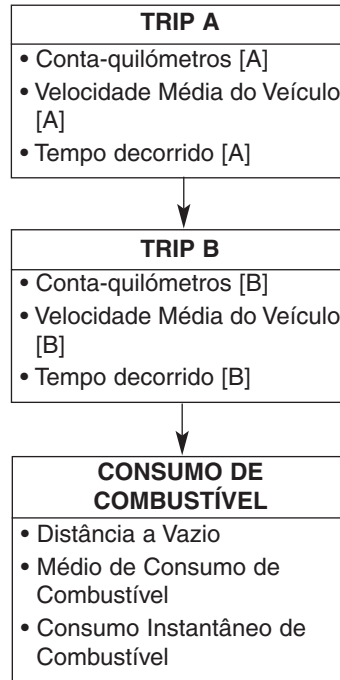 TRIP A
• Conta-quilómetros [A]
• Velocidade Média do Veículo
[A]
• Tempo decorrido [A]
TRIP B
• Conta-quilómetros [B]
• Velocidade Média do Veículo
[B]
• Tempo decorrido [B]
CONSUMO DE
COMBUSTÍVEL
• Distância a Vazio
• Médio de Consumo de
Combustível
• Consumo Instantâneo de
Combustível